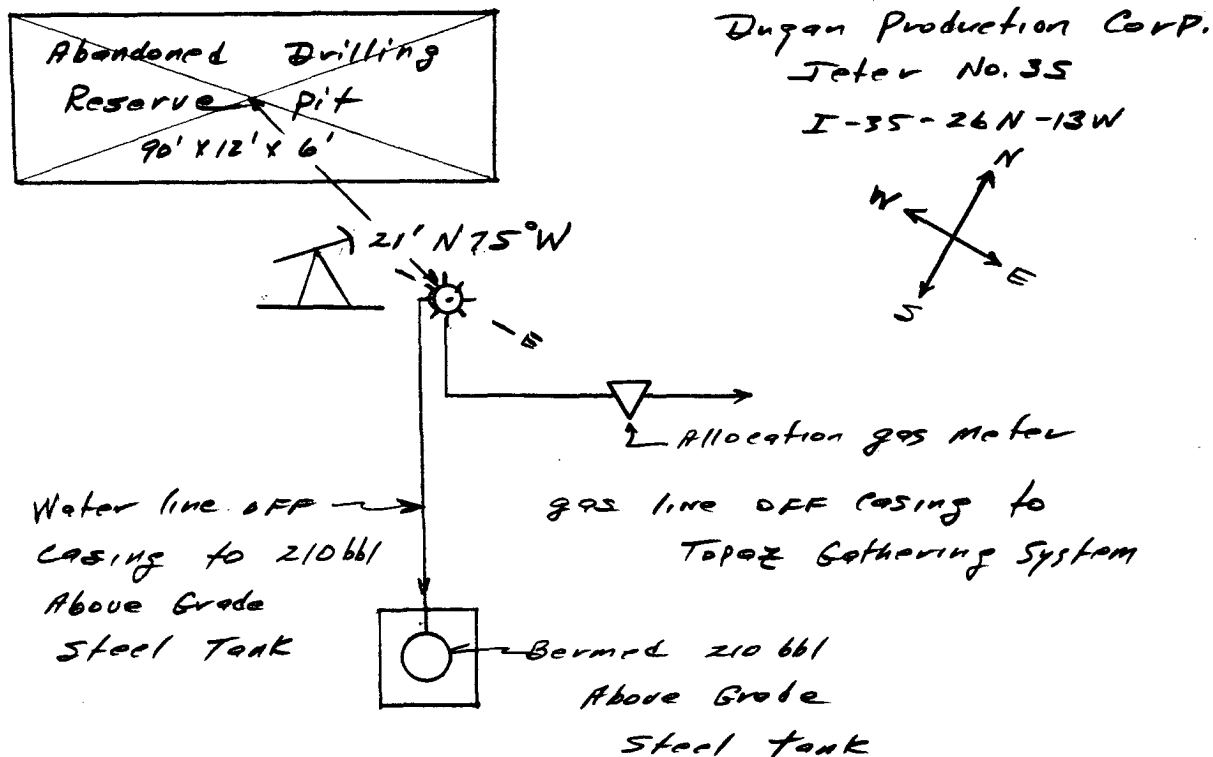 Dugan Production Corp.
Jeter No. 3S
I-35-26N-13W
N
W
E
S
Abandoned Drilling
Reserve Pit
90' X 12' X 6'
21' N 75° W
Allocation gas meter
Water line OFF
Casing to 210 bbl
Above Grade
Steel Tank
gas line OFF Casing to
Topaz Gathering System
Bermed 210 bbl
Above Grade
Steel Tank